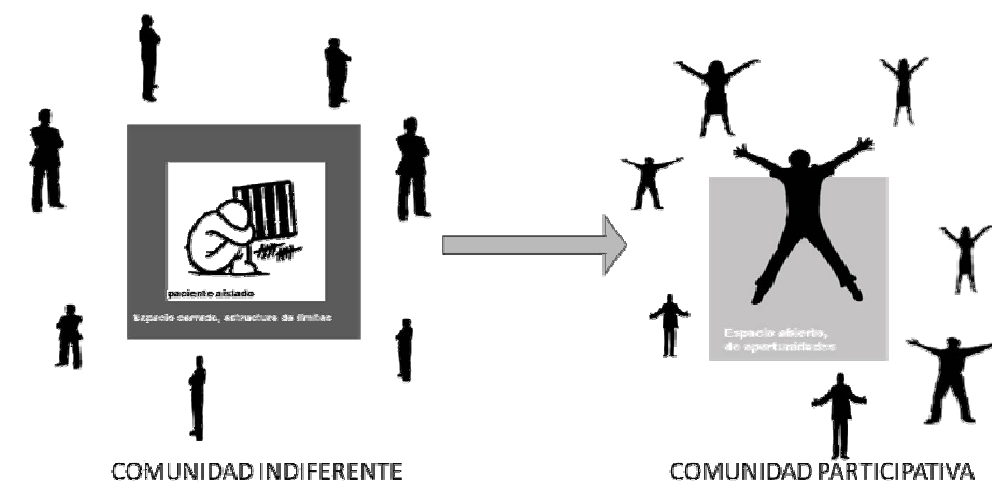 paciente aislado
Espacio cerrado, estructura de límites
Espacio abierto,
de oportunidades
COMUNIDAD INDIFERENTE
COMUNIDAD PARTICIPATIVA